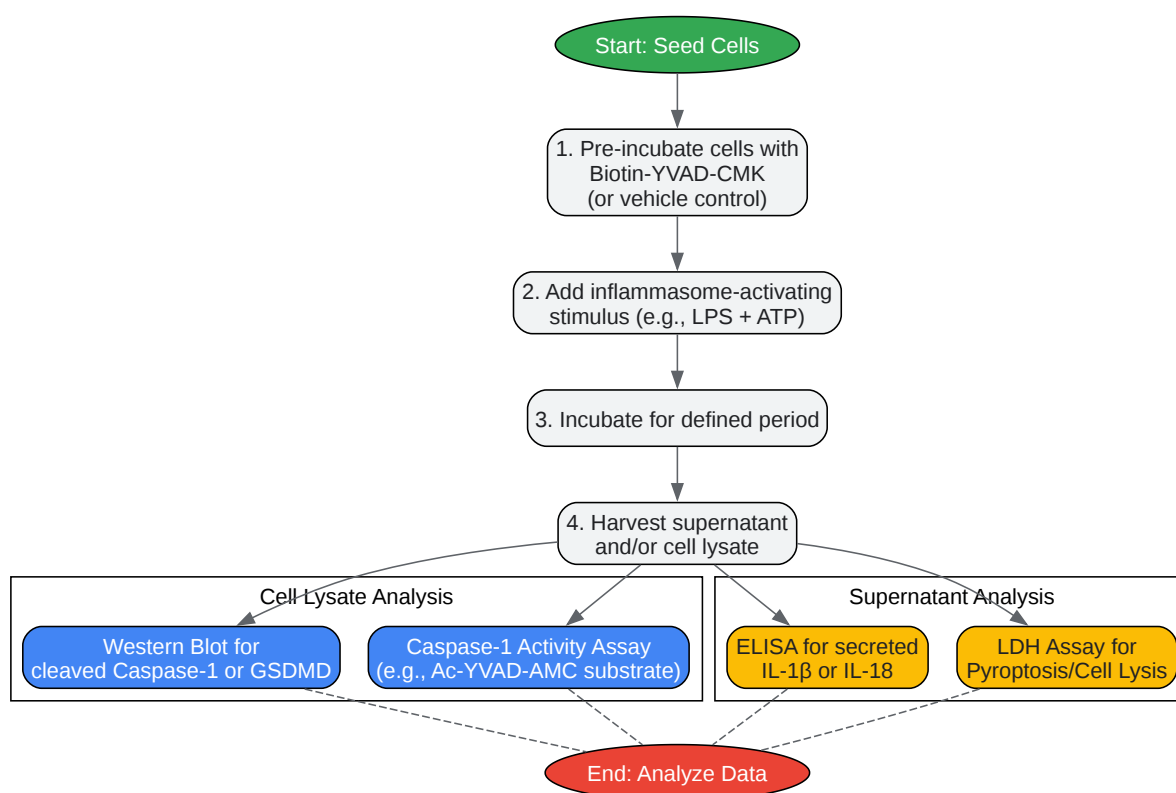 Start: Seed Cells
1. Pre-incubate cells with
Biotin-YVAD-CMK
(or vehicle control)
2. Add inflammasome-activating
stimulus (e.g., LPS + ATP)
3. Incubate for defined period
4. Harvest supernatant
and/or cell lysate
Cell Lysate Analysis
Western Blot for
cleaved Caspase-1 or GSDMD
Caspase-1 Activity Assay
(e.g., Ac-YVAD-AMC substrate)
Supernatant Analysis
ELISA for secreted
IL-1β or IL-18
LDH Assay for
Pyroptosis/Cell Lysis
End: Analyze Data